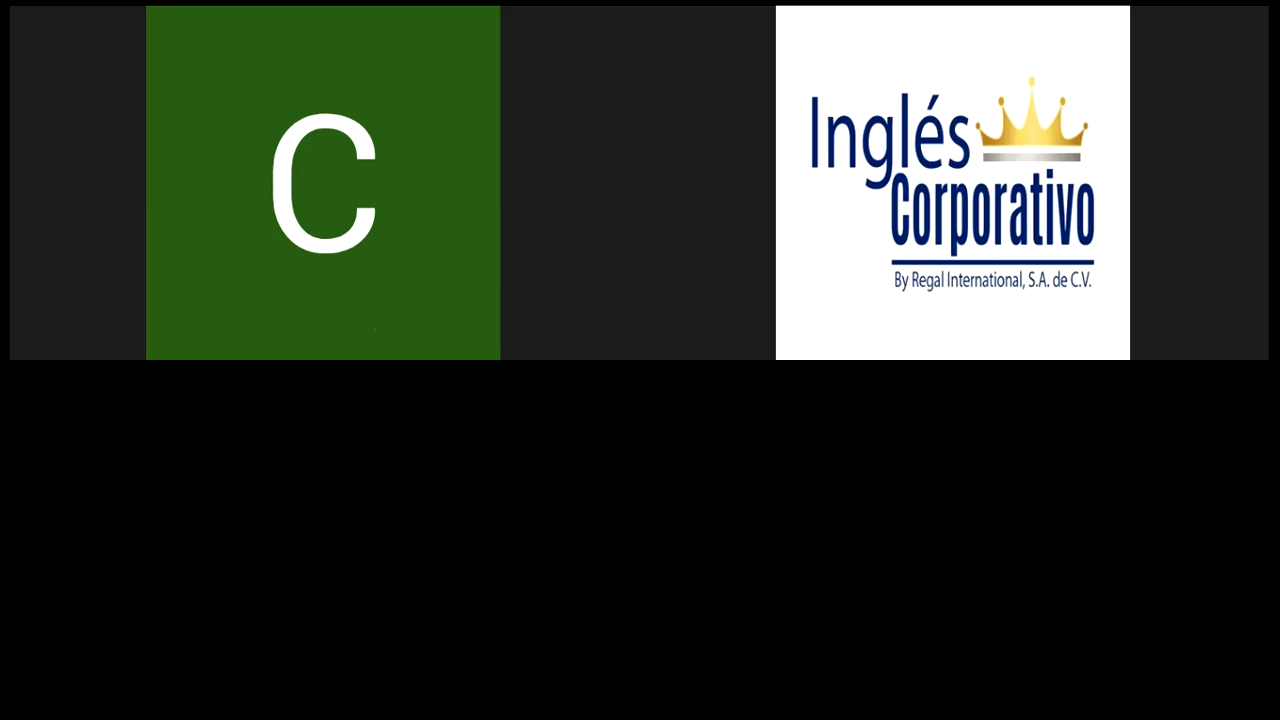 C
Inglés
Corporativo
By Regal International, S.A. de C.V.